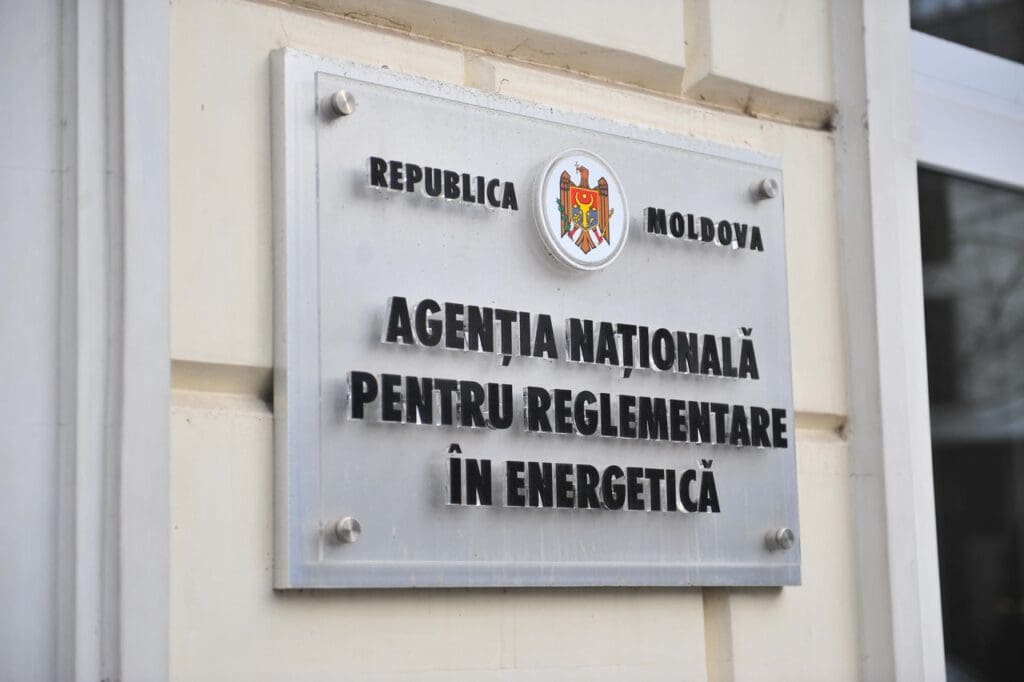 REPUBLICA MOLDOVA
AGENȚIA NAȚIONALĂ
PENTRU REGLEMENTARE
ÎN ENERGETICĂ